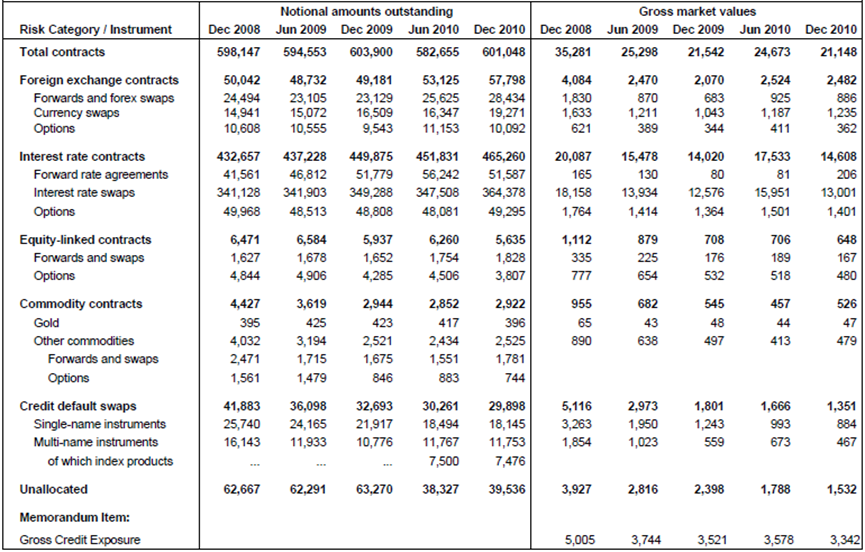 Notional amounts outstanding Gross market values
Risk Category / Instrument Dec 2008 Jun 2009 Dec 2009 Jun 2010 Dec 2010 Dec 2008 Jun 2009 Dec 2009 Jun 2010 Dec 2010
Total contracts 598,147 594,553 603,900 582,655 601,048 35,281 25,298 21,542 24,673 21,148
Foreign exchange contracts 50,042 48,732 49,181 53,125 57,798 4,084 2,470 2,070 2,524 2,482
Forwards and forex swaps 24,494 23,105 23,129 25,625 28,434 1,830 870 683 925 886
Currency swaps 14,941 15,072 16,509 16,347 19,271 1,633 1,211 1,043 1,187 1,235
Options 10,608 10,555 9,543 11,153 10,092 621 389 344 411 362
Interest rate contracts 432,657 437,228 449,875 451,831 465,260 20,087 15,478 14,020 17,533 14,608
Forward rate agreements 41,561 46,812 51,779 56,242 51,587 165 130 80 81 206
Interest rate swaps 341,128 341,903 349,288 347,508 364,378 18,158 13,934 12,576 15,951 13,001
Options 49,968 48,513 48,808 48,081 49,295 1,764 1,414 1,364 1,501 1,401
Equity-linked contracts 6,471 6,584 5,937 6,260 5,635 1,112 879 708 706 648
Forwards and swaps 1,627 1,678 1,652 1,754 1,828 335 225 176 189 167
Options 4,844 4,906 4,285 4,506 3,807 777 654 532 518 480
Commodity contracts 4,427 3,619 2,944 2,852 2,922 955 682 545 457 526
Gold 395 425 423 417 396 65 43 48 44 47
Other commodities 4,032 3,194 2,521 2,434 2,525 890 638 497 413 479
Forwards and swaps 2,471 1,715 1,675 1,551 1,781
Options 1,561 1,479 846 883 744
Credit default swaps 41,883 36,098 32,693 30,261 29,898 5,116 2,973 1,801 1,666 1,351
Single-name instruments 25,740 24,165 21,917 18,494 18,145 3,263 1,950 1,243 993 884
Multi-name instruments 16,143 11,933 10,776 11,767 11,753 1,854 1,023 559 673 467
of which index products ... ... ... 7,500 7,476
Unallocated 62,667 62,291 63,270 38,327 39,536 3,927 2,816 2,398 1,788 1,532
Memorandum Item:
Gross Credit Exposure 5,005 3,744 3,521 3,578 3,342